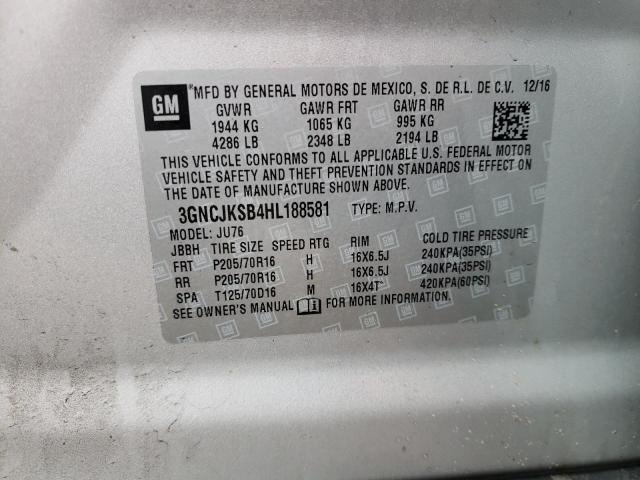 GM
*MFD BY GENERAL MOTORS DE MEXICO, S. DE R.L. DE C.V. 12/16
GVWR GAWR FRT GAWR RR
1944 KG 1065 KG 995 KG
4286 LB 2348 LB 2194 LB
THIS VEHICLE CONFORMS TO ALL APPLICABLE U.S. FEDERAL MOTOR
VEHICLE SAFETY AND THEFT PREVENTION STANDARDS IN EFFECT ON
THE DATE OF MANUFACTURE SHOWN ABOVE.
3GNCJKSB4HL188581 TYPE: M.P.V.
MODEL: JU76
JBBH TIRE SIZE SPEED RTG RIM COLD TIRE PRESSURE
FRT P205/70R16 H 16X6.5J 240KPA(35PSI)
RR P205/70R16 H 16X6.5J 240KPA(35PSI)
SPA T125/70D16 M 16X4T 420KPA(60PSI)
SEE OWNER'S MANUAL FOR MORE INFORMATION.